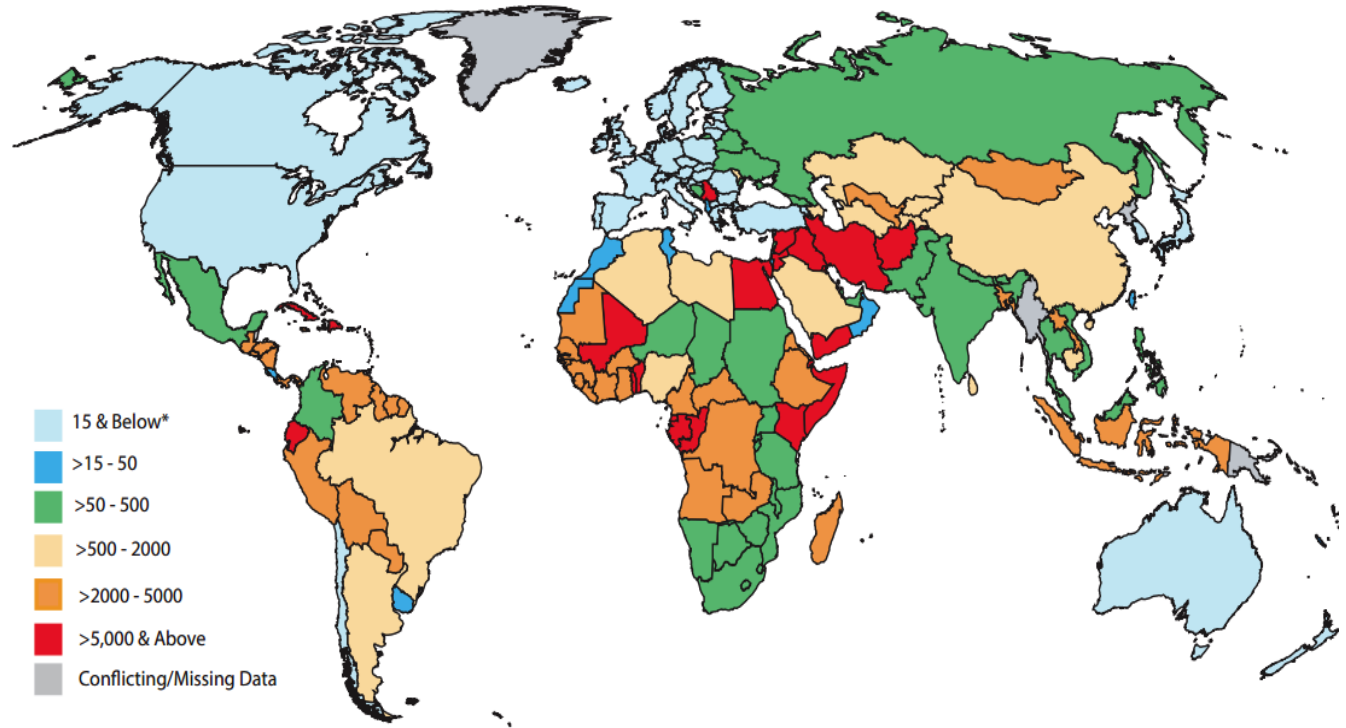 15 & Below*
>15 - 50
>50 - 500
>500 - 2000
>2000 - 5000
>5,000 & Above
Conflicting/Missing Data